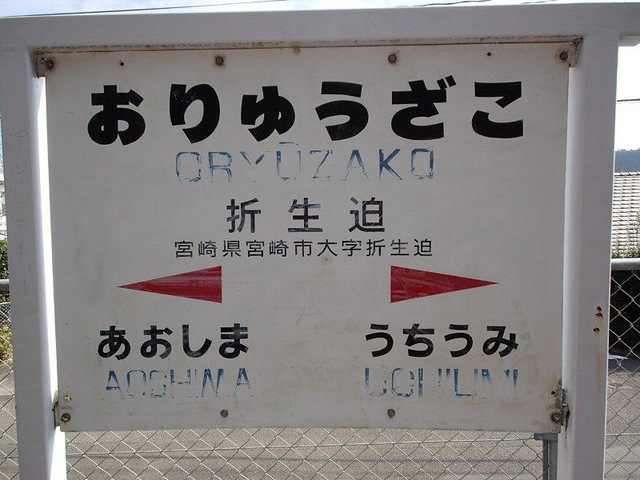 おりゅうざこ
ORYŪZAKO
折生迫
宮崎県宮崎市大字折生迫
あおしま うちうみ
AOSHIMA UCHIUMI